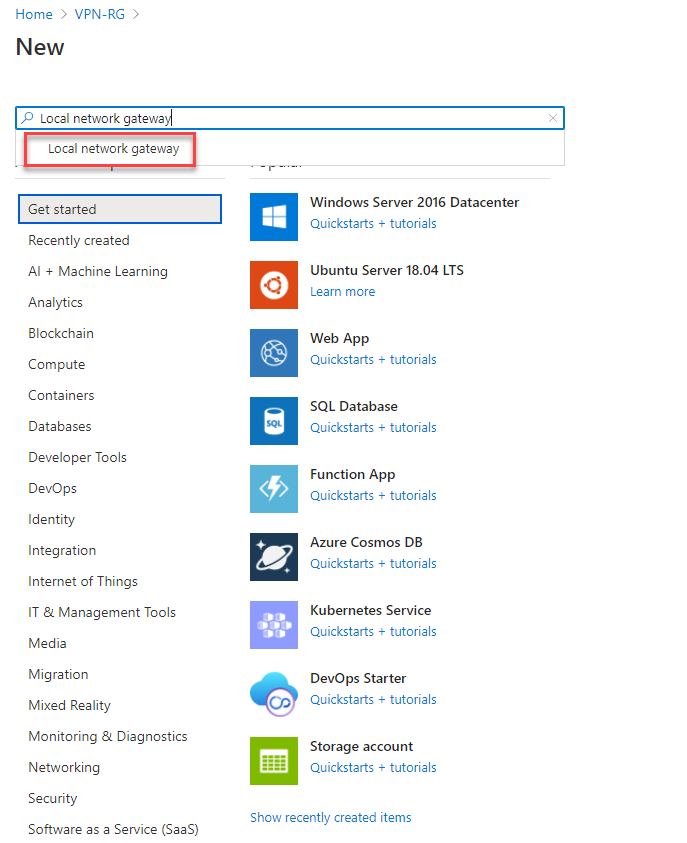 Home > VPN-RG >
New
Local network gateway
Local network gateway
Popular
Get started
Recently created
AI + Machine Learning
Analytics
Blockchain
Compute
Containers
Databases
Developer Tools
DevOps
Identity
Integration
Internet of Things
IT & Management Tools
Media
Migration
Mixed Reality
Monitoring & Diagnostics
Networking
Security
Software as a Service (SaaS)
Windows Server 2016 Datacenter
Quickstarts + tutorials
Ubuntu Server 18.04 LTS
Learn more
Web App
Quickstarts + tutorials
SQL
SQL Database
Quickstarts + tutorials
Function App
Quickstarts + tutorials
Azure Cosmos DB
Quickstarts + tutorials
Kubernetes Service
Quickstarts + tutorials
DevOps Starter
Quickstarts + tutorials
Storage account
Quickstarts + tutorials
Show recently created items